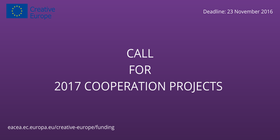 Creative
Europe
Deadline: 23 November 2016
CALL
FOR
2017 COOPERATION PROJECTS
eacea.ec.europa.eu/creative-europe/funding